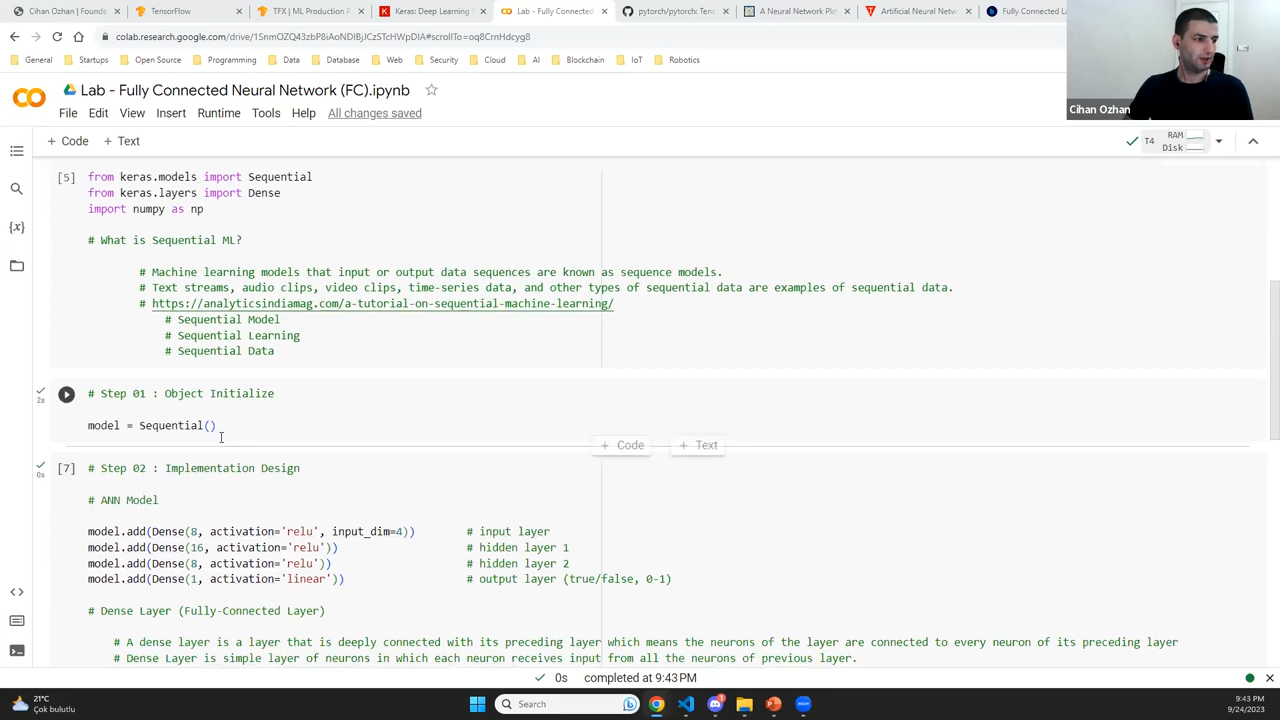 Cihan Ozhan | Founder
TensorFlow
TFX | ML Production P
Keras: Deep Learning
Lab - Fully Connected
pytorch/pytorch: Tens
A Neural Network Play
Artificial Neural Netw
Fully Connected La
colab.research.google.com/drive/1SnmOZQ43zbP8iAoNDIBjJCzSTcHWpDIA#scrollTo=oq8CrnHdcyg8
General
Startups
Open Source
Programming
Data
Database
Web
Security
Cloud
AI
Blockchain
IoT
Robotics
Lab - Fully Connected Neural Network (FC).ipynb
Cihan Ozhan
File Edit View Insert Runtime Tools Help All changes saved
+ Code + Text
T4 RAM
Disk
[5] from keras.models import Sequential
from keras.layers import Dense
import numpy as np
# What is Sequential ML?
# Machine learning models that input or output data sequences are known as sequence models.
# Text streams, audio clips, video clips, time-series data, and other types of sequential data are examples of sequential data.
# https://analyticsindiamag.com/a-tutorial-on-sequential-machine-learning/
# Sequential Model
# Sequential Learning
# Sequential Data
2s
# Step 01 : Object Initialize
model = Sequential()
+ Code + Text
0s
[7] # Step 02 : Implementation Design
# ANN Model
model.add(Dense(8, activation='relu', input_dim=4)) # input layer
model.add(Dense(16, activation='relu')) # hidden layer 1
model.add(Dense(8, activation='relu')) # hidden layer 2
model.add(Dense(1, activation='linear')) # output layer (true/false, 0-1)
# Dense Layer (Fully-Connected Layer)
# A dense layer is a layer that is deeply connected with its preceding layer which means the neurons of the layer are connected to every neuron of its preceding layer
# Dense Layer is simple layer of neurons in which each neuron receives input from all the neurons of previous layer.
0s completed at 9:43 PM
21°C
Çok bulutlu
Search
9:43 PM
9/24/2023